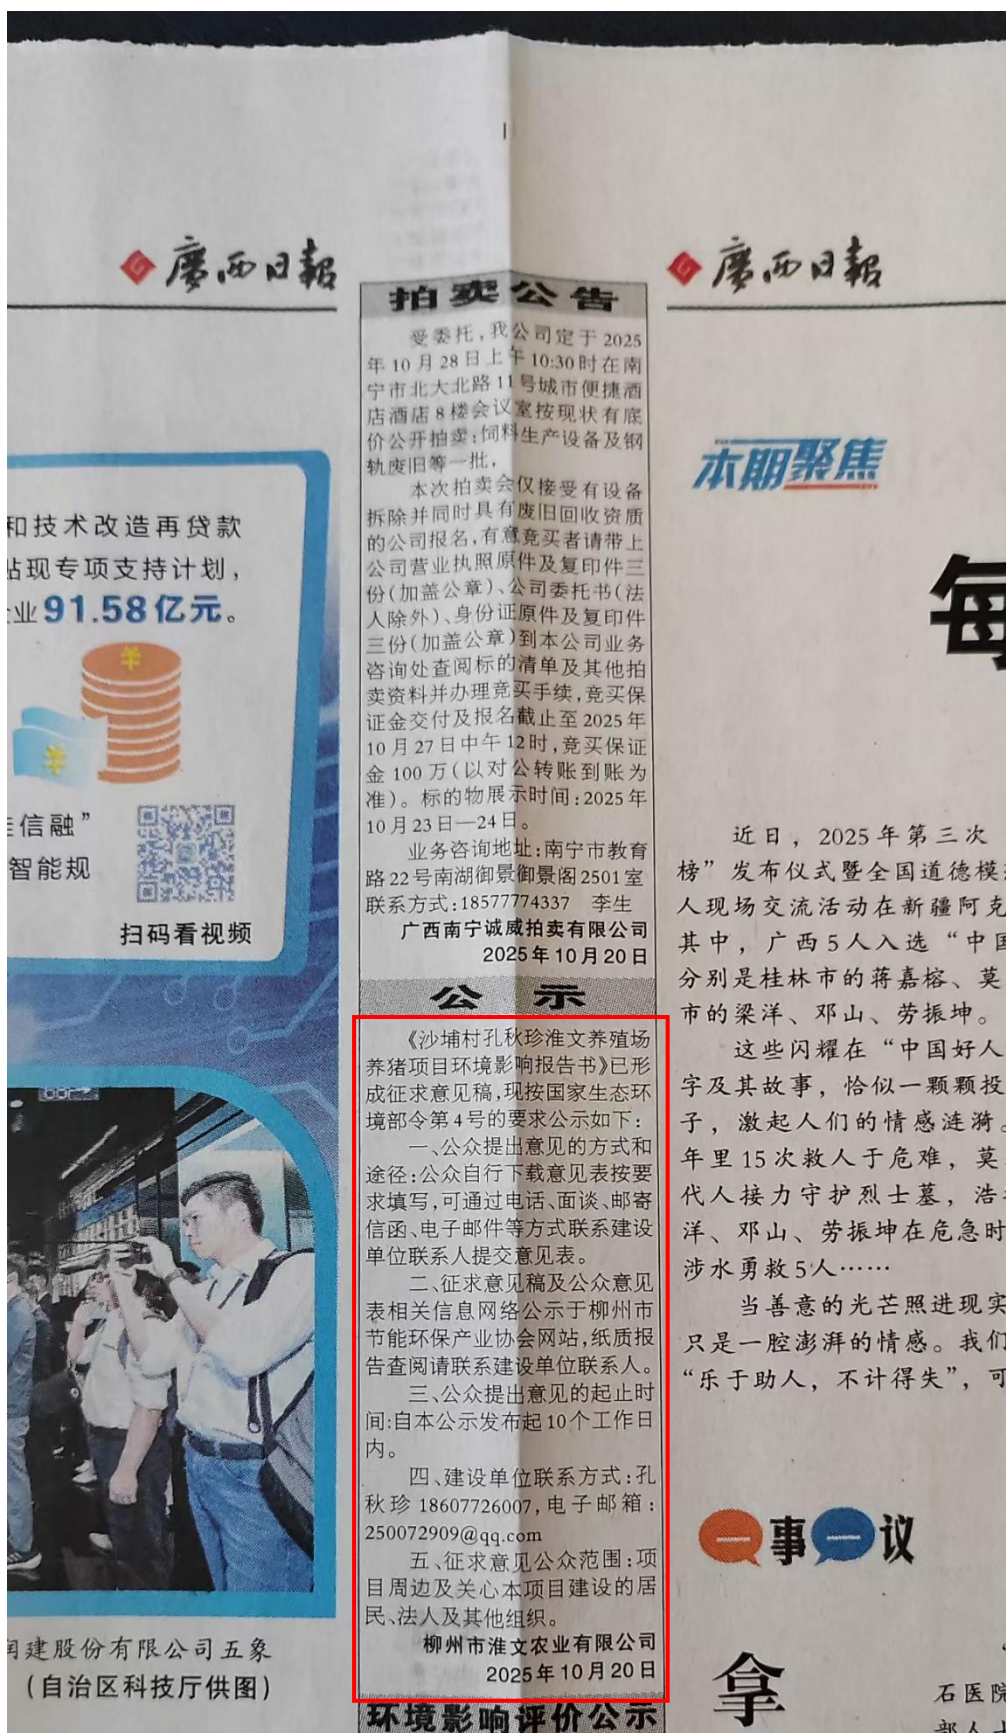 廣西日報
和技术改造再贷款
贴现专项支持计划，
业91.58亿元。
信融”
智能规
扫码看视频
建股份有限公司五象
（自治区科技厅供图）
拍卖公告
受委托，我公司定于2025
年10月28日上午10:30时在南
宁市北大北路11号城市便捷酒
店酒店8楼会议室按现状有底
价公开拍卖：饲料生产设备及钢
轨废旧等一批，
本次拍卖会仅接受有设备
拆除并同时具有废旧回收资质
的公司报名，有意竞买者请带上
公司营业执照原件及复印件三
份（加盖公章）、公司委托书（法
人除外）、身份证原件及复印件
三份（加盖公章）到本公司业务
咨询处查阅标的清单及其他拍
卖资料并办理竞买手续，竞买保
证金交付及报名截止至2025年
10月27日中午12时，竞买保证
金100万（以对公转账到账为
准）。标的物展示时间：2025年
10月23日—24日。
业务咨询地址：南宁市教育
路22号南湖御景御景阁2501室
联系方式：18577774337 李生
广西南宁诚威拍卖有限公司
2025年10月20日
公示
《沙埔村孔秋珍淮文养殖场
养猪项目环境影响报告书》已形
成征求意见稿，现按国家生态环
境部令第4号的要求公示如下：
一、公众提出意见的方式和
途径：公众自行下载意见表按要
求填写，可通过电话、面谈、邮寄
信函、电子邮件等方式联系建设
单位联系人提交意见表。
二、征求意见稿及公众意见
表相关信息网络公示于柳州市
节能环保产业协会网站，纸质报
告查阅请联系建设单位联系人。
三、公众提出意见的起止时
间：自本公示发布起10个工作日
内。
四、建设单位联系方式：孔
秋珍 18607726007，电子邮箱：
250072909@qq.com
五、征求意见公众范围：项
目周边及关心本项目建设的居
民、法人及其他组织。
柳州市淮文农业有限公司
2025年10月20日
环境影响评价公示
廣西日報
本期聚焦
每
近日，2025年第三次
榜”发布仪式暨全国道德模
人现场交流活动在新疆阿克
其中，广西5人入选“中国
分别是桂林市的蒋嘉榕、莫
市的梁洋、邓山、劳振坤。
这些闪耀在“中国好人
字及其故事，恰似一颗颗投
子，激起人们的情感涟漪。
年里15次救人于危难，莫
代人接力守护烈士墓，浩
洋、邓山、劳振坤在危急时
涉水勇救5人……
当善意的光芒照进现实
只是一腔澎湃的情感。我们
“乐于助人，不计得失”，可
一事一议
拿
石医院
部人